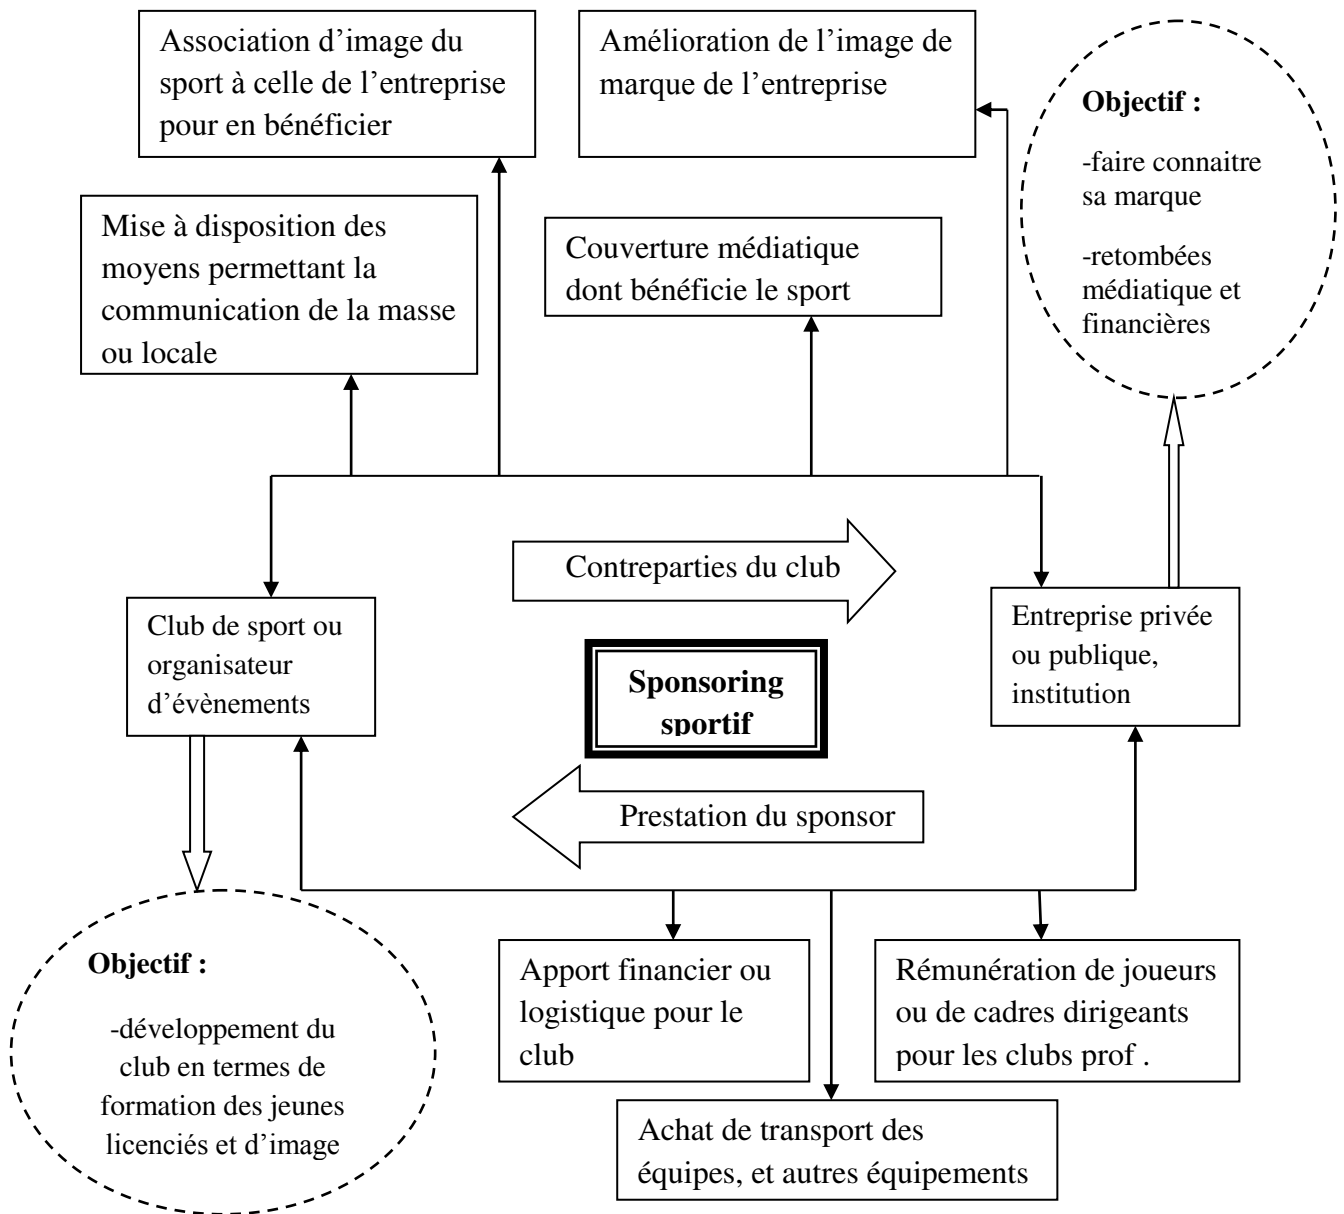 Association d’image du
sport à celle de l’entreprise
pour en bénéficier
Amélioration de l’image de
marque de l’entreprise
Objectif :
-faire connaitre
sa marque
-retombées
médiatique et
financières
Mise à disposition des
moyens permettant la
communication de la masse
ou locale
Couverture médiatique
dont bénéficie le sport
Contreparties du club
Club de sport ou
organisateur
d’évènements
Sponsoring
sportif
Entreprise privée
ou publique,
institution
Prestation du sponsor
Objectif :
-développement du
club en termes de
formation des jeunes
licenciés et d’image
Apport financier ou
logistique pour le
club
Rémunération de joueurs
ou de cadres dirigeants
pour les clubs prof .
Achat de transport des
équipes, et autres équipements